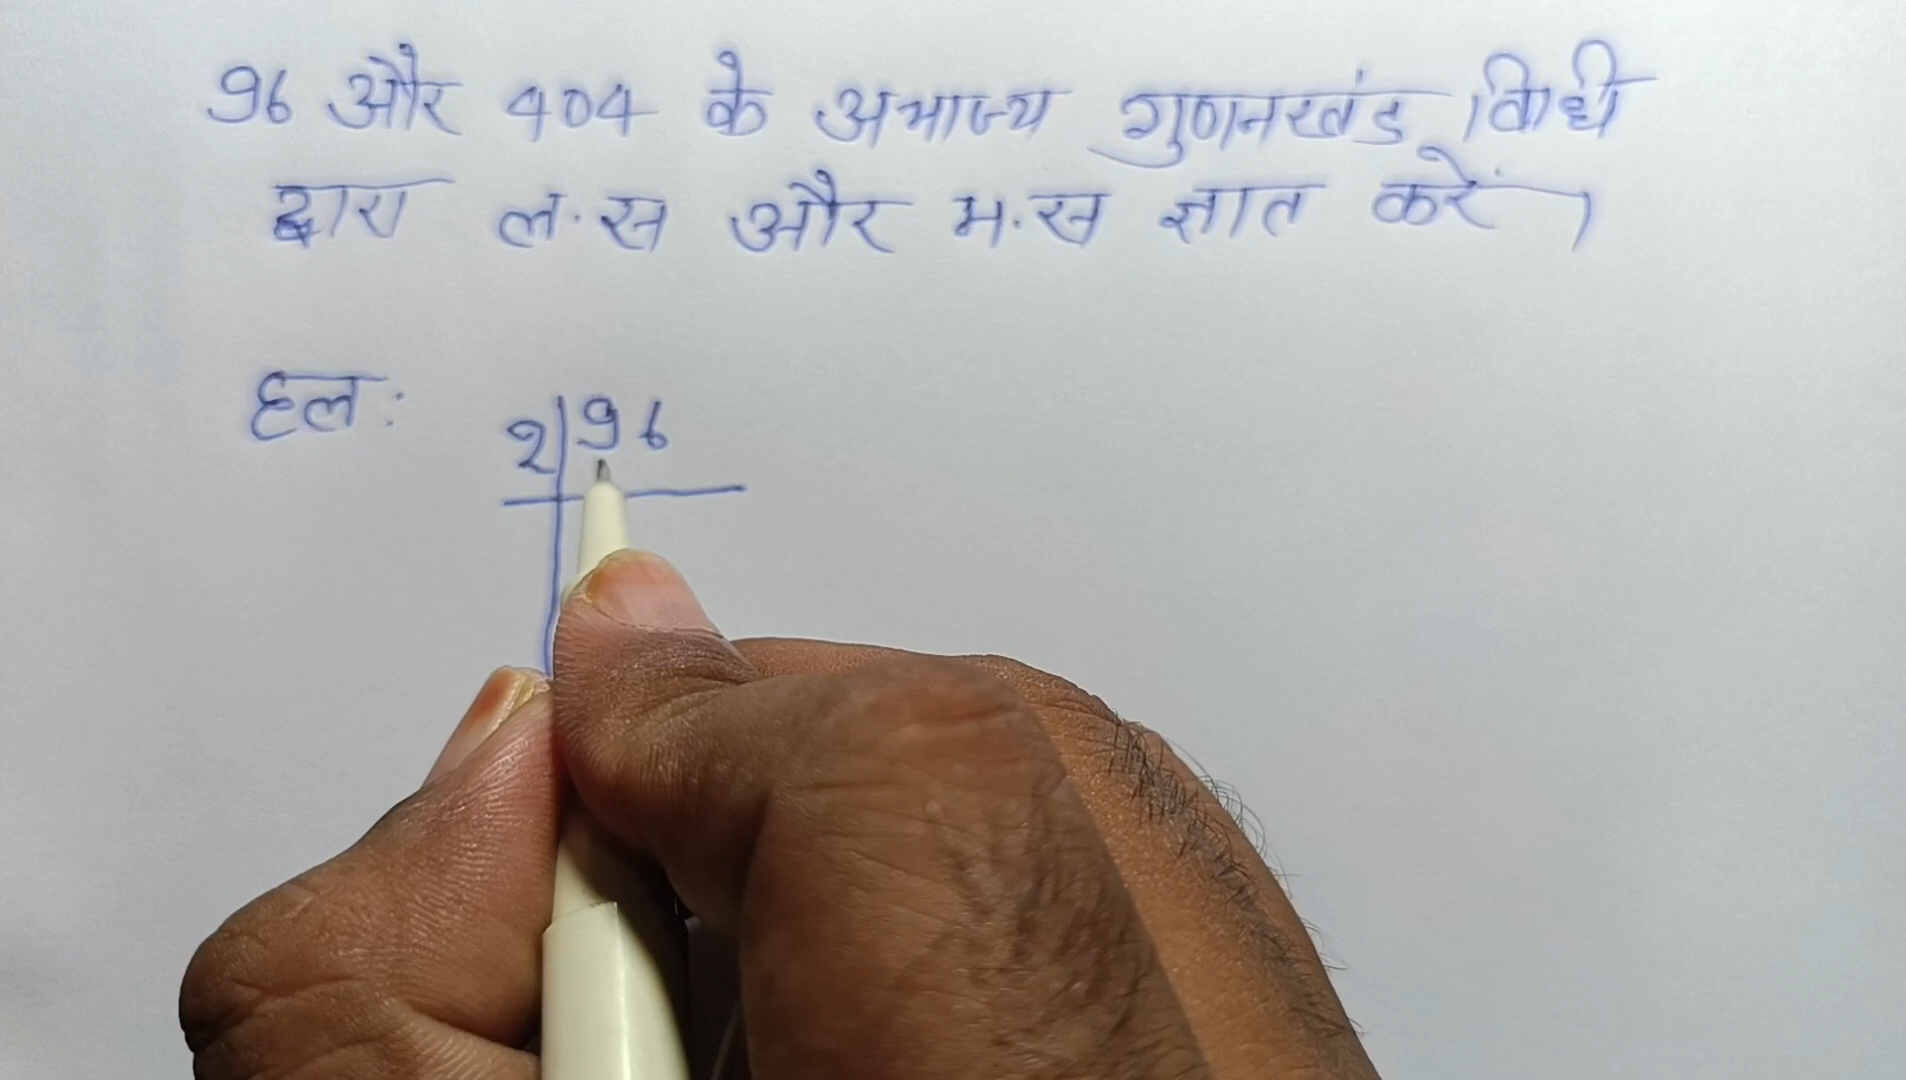 96 और 404 के अभाज्य गुणनखंड विधि
द्वारा ल.स और म.स ज्ञात करें।
हल:
2 96